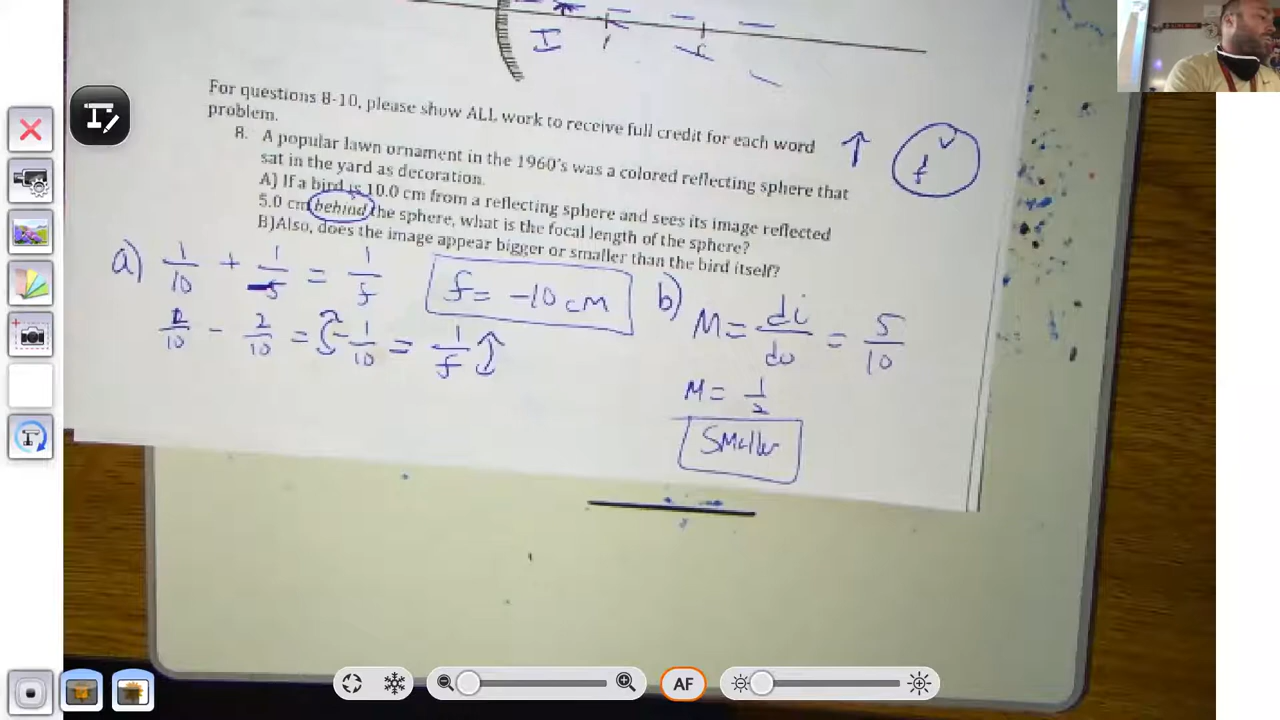 I
For questions 8-10, please show ALL work to receive full credit for each word
problem.
8. A popular lawn ornament in the 1960's was a colored reflecting sphere that
sat in the yard as decoration.
A) If a bird is 10.0 cm from a reflecting sphere and sees its image reflected
5.0 cm behind the sphere, what is the focal length of the sphere?
B)Also, does the image appear bigger or smaller than the bird itself?
f
a) 1/10 + 1/-5 = 1/f
f = -10 cm
b) M = di/do = 5/10
/10 - 2/10 = -1/10 = 1/f
M = 1/2
Smaller
AF